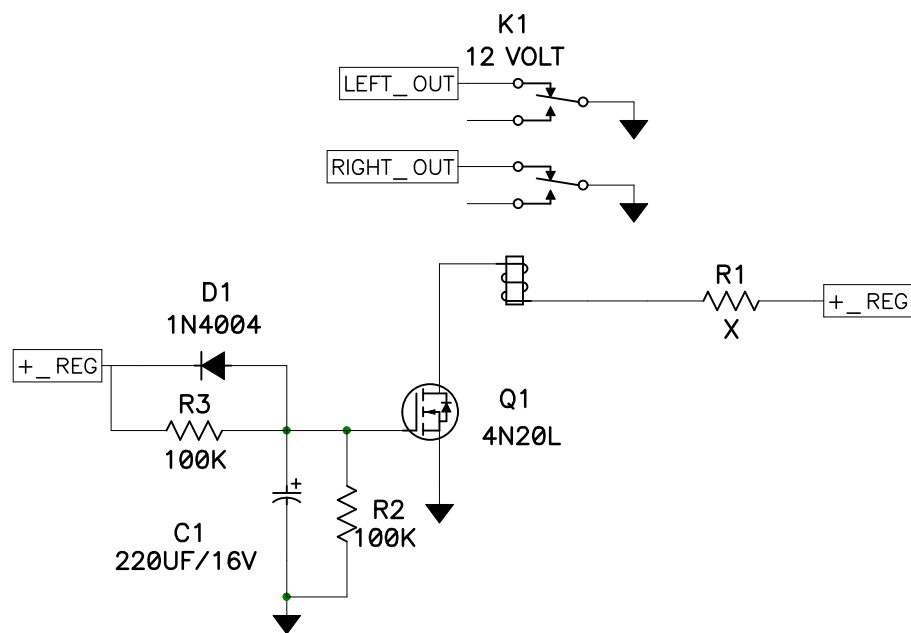 K1
12 VOLT
LEFT_OUT
RIGHT_OUT
R1
X
+_REG
D1
1N4004
+_REG
R3
100K
Q1
4N20L
+
C1
220UF/16V
R2
100K